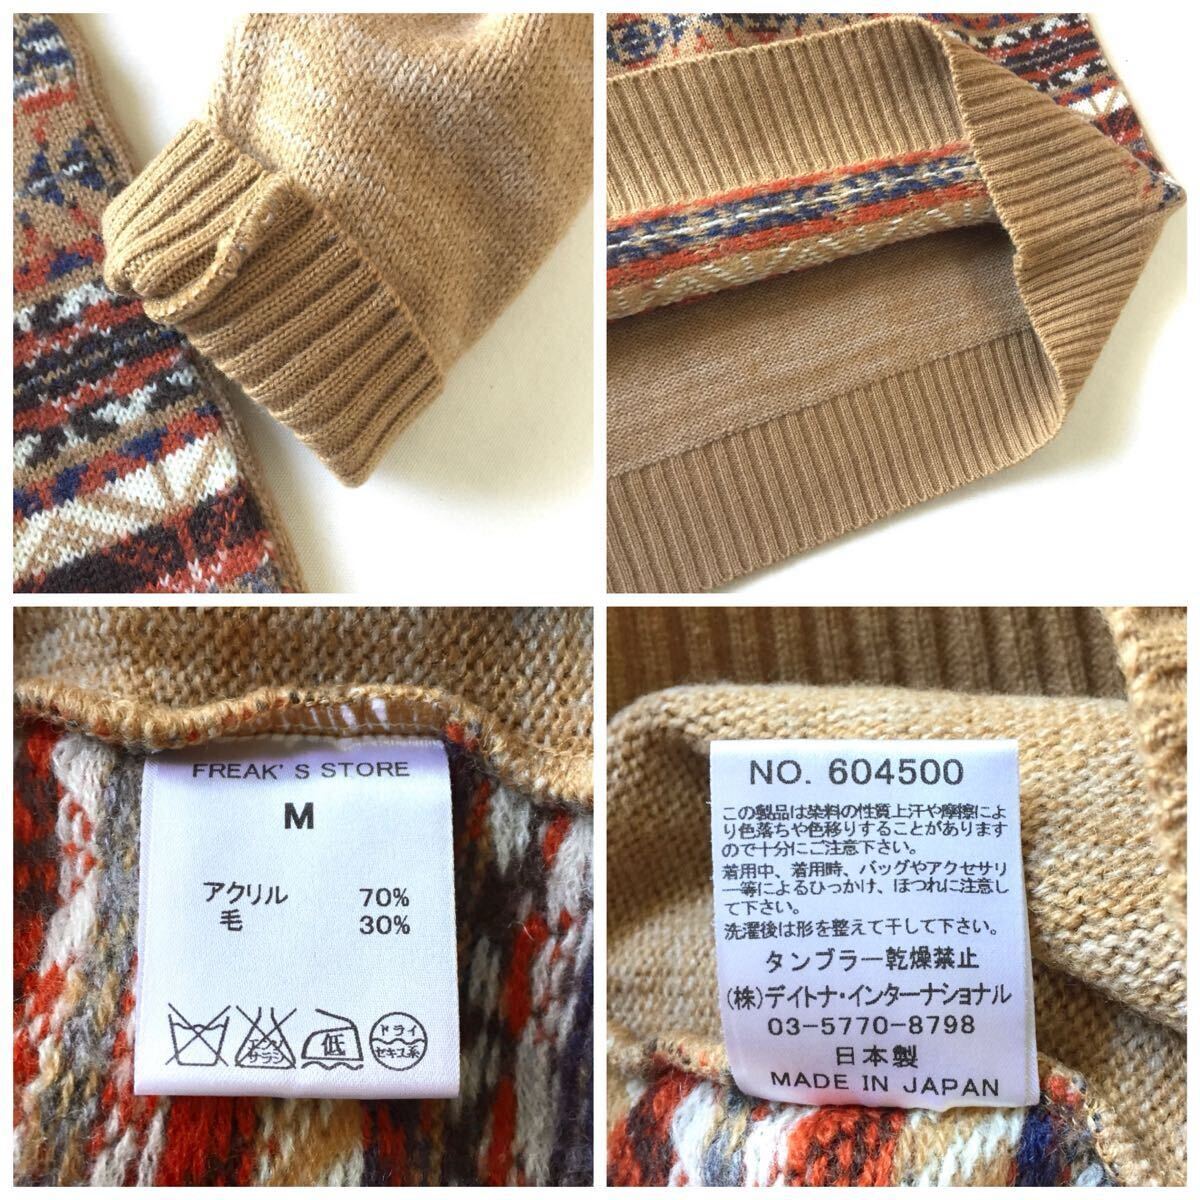 FREAK'S STORE
M
アクリル 70%
毛 30%
エンソ
サラシ
低
ドライ
セキユ系
NO. 604500
この製品は染料の性質上汗や摩擦によ
り色落ちや色移りすることがあります
ので十分にご注意下さい。
着用中、着用時、バッグやアクセサリ
ー等によるひっかけ、ほつれに注意し
て下さい。
洗濯後は形を整えて干して下さい。
タンブラー乾燥禁止
(株)デイトナ・インターナショナル
03-5770-8798
日本製
MADE IN JAPAN